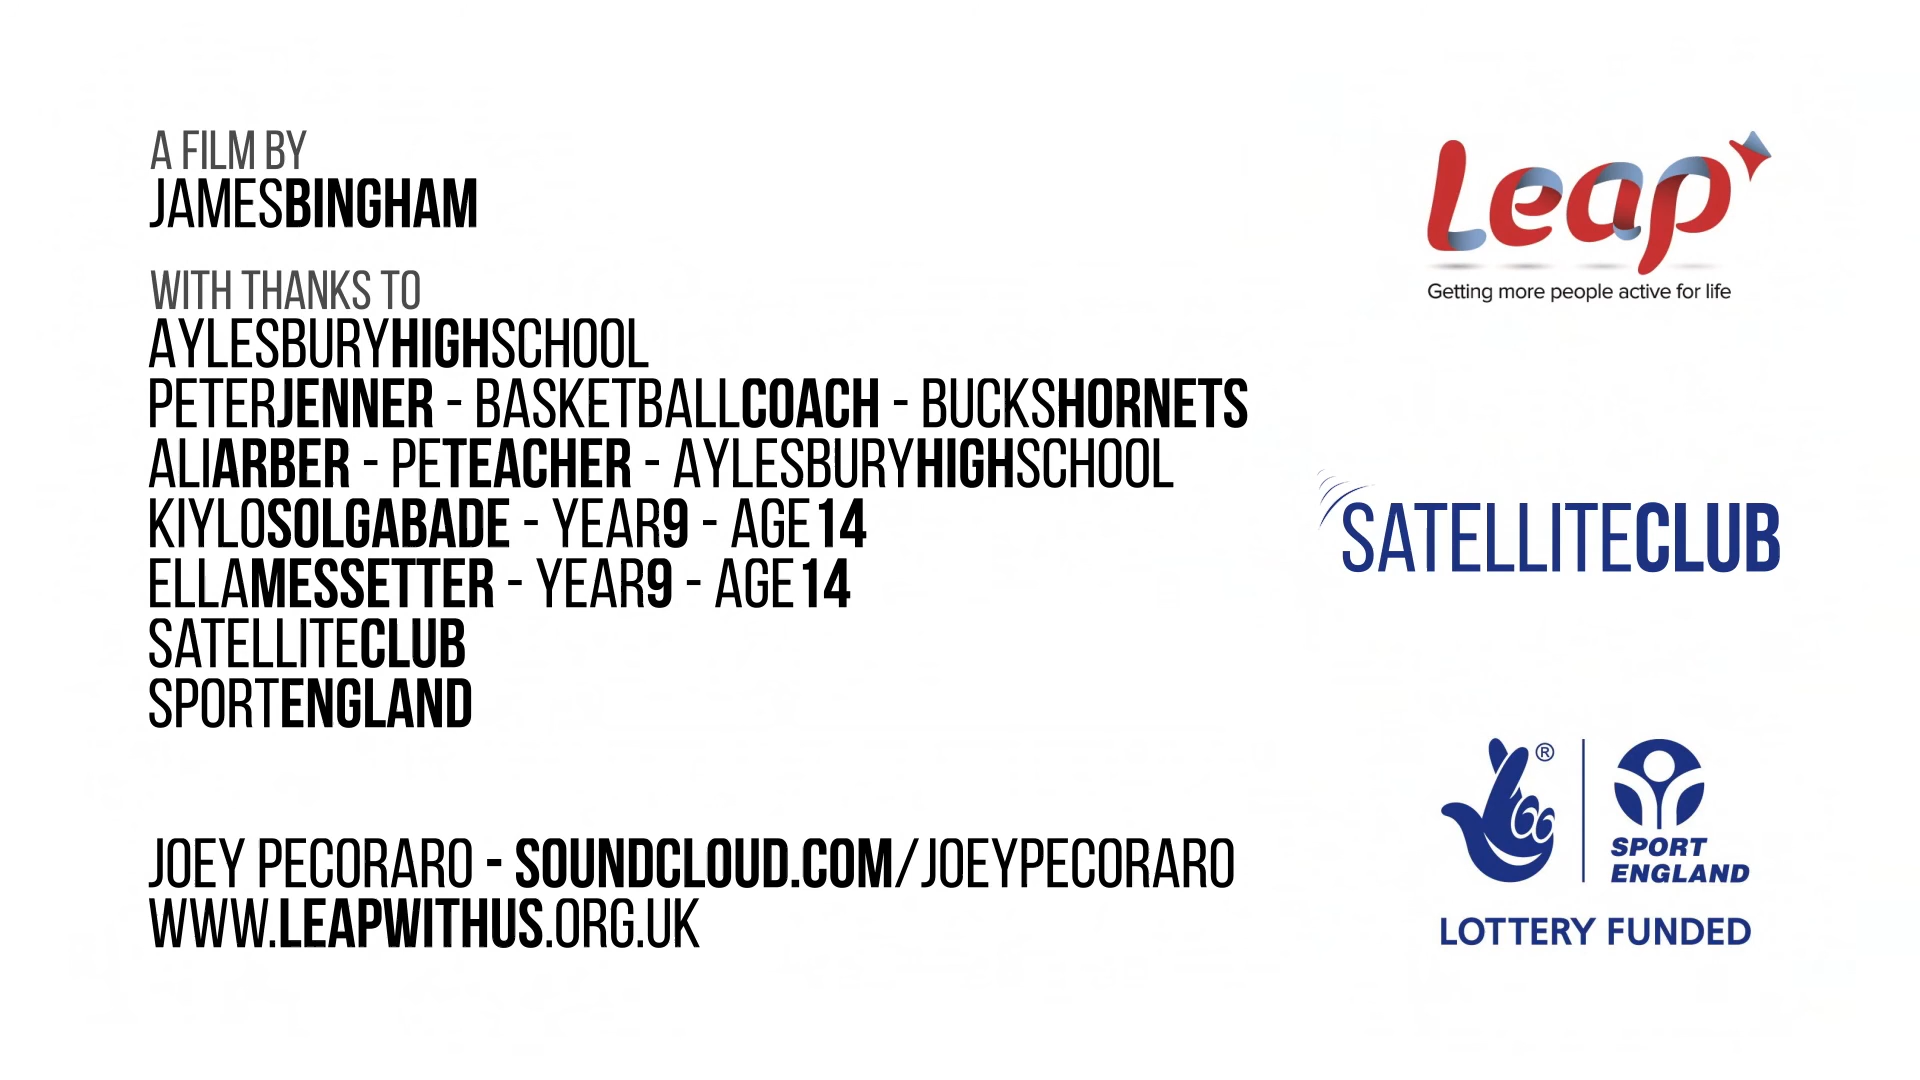 A FILM BY
JAMESBINGHAM
WITH THANKS TO
AYLESBURYHIGHSCHOOL
PETERJENNER - BASKETBALLCOACH - BUCKSHORNETS
ALIARBER - PETEACHER - AYLESBURYHIGHSCHOOL
KIYLOSOLGABADE - YEAR9 - AGE14
ELLAMESSETTER - YEAR9 - AGE14
SATELLITECLUB
SPORTENGLAND
JOEY PECORARO - SOUNDCLOUD.COM/JOEYPECORARO
WWW.LEAPWITHUS.ORG.UK
Leap
Getting more people active for life
SATELLITECLUB
®
SPORT
ENGLAND
LOTTERY FUNDED